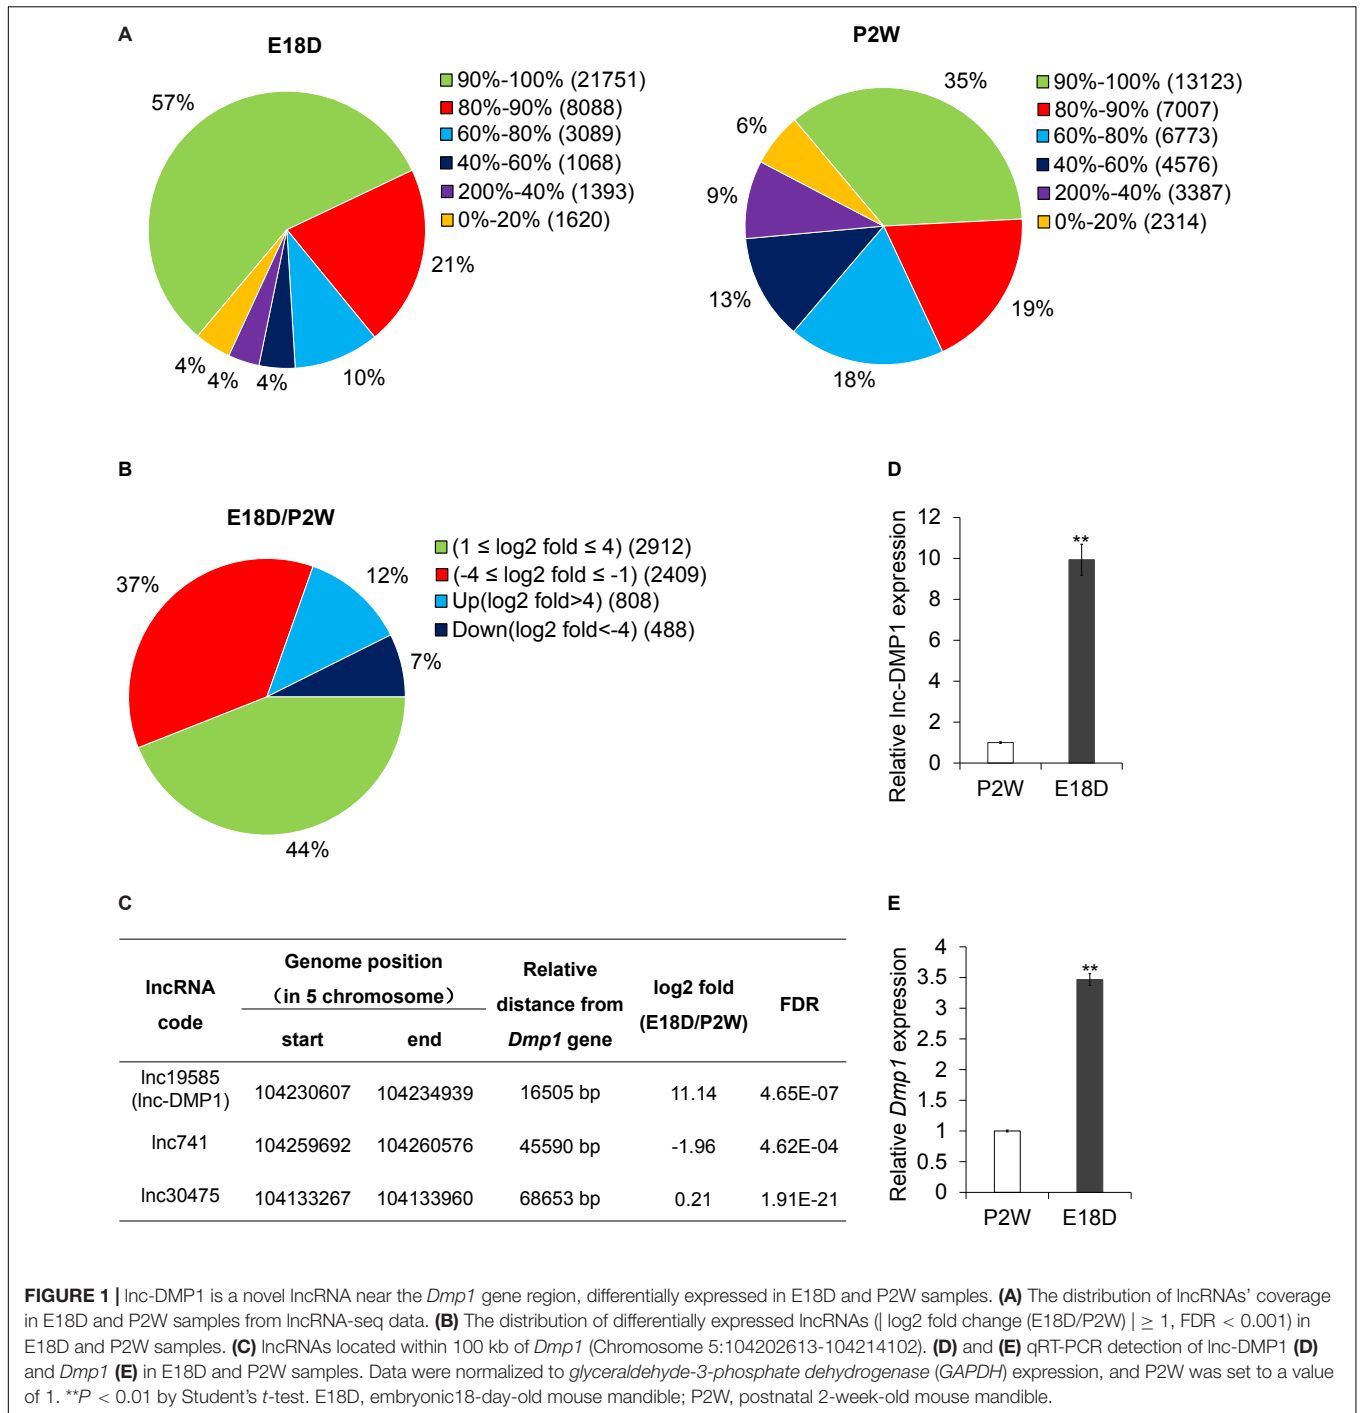 A
E18D
57%
21%
10%
4%
4%
4%
90%-100% (21751)
80%-90% (8088)
60%-80% (3089)
40%-60% (1068)
200%-40% (1393)
0%-20% (1620)
P2W
35%
19%
18%
13%
9%
6%
90%-100% (13123)
80%-90% (7007)
60%-80% (6773)
40%-60% (4576)
200%-40% (3387)
0%-20% (2314)
B
E18D/P2W
37%
12%
7%
44%
(1 ≤ log2 fold ≤ 4) (2912)
(-4 ≤ log2 fold ≤ -1) (2409)
Up(log2 fold>4) (808)
Down(log2 fold<-4) (488)
D
Relative lnc-DMP1 expression
12
10
8
6
4
2
0
**
P2W E18D
C
lncRNA code
Genome position
（in 5 chromosome）
start end
Relative distance from Dmp1 gene
log2 fold (E18D/P2W)
FDR
lnc19585 (lnc-DMP1) 104230607 104234939 16505 bp 11.14 4.65E-07
lnc741 104259692 104260576 45590 bp -1.96 4.62E-04
lnc30475 104133267 104133960 68653 bp 0.21 1.91E-21
E
Relative Dmp1 expression
4
3.5
3
2.5
2
1.5
1
0.5
0
**
P2W E18D
FIGURE 1 | lnc-DMP1 is a novel lncRNA near the Dmp1 gene region, differentially expressed in E18D and P2W samples. (A) The distribution of lncRNAs' coverage
in E18D and P2W samples from lncRNA-seq data. (B) The distribution of differentially expressed lncRNAs (| log2 fold change (E18D/P2W) | ≥ 1, FDR < 0.001) in
E18D and P2W samples. (C) lncRNAs located within 100 kb of Dmp1 (Chromosome 5:104202613-104214102). (D) and (E) qRT-PCR detection of lnc-DMP1 (D)
and Dmp1 (E) in E18D and P2W samples. Data were normalized to glyceraldehyde-3-phosphate dehydrogenase (GAPDH) expression, and P2W was set to a value
of 1. **P < 0.01 by Student's t-test. E18D, embryonic18-day-old mouse mandible; P2W, postnatal 2-week-old mouse mandible.